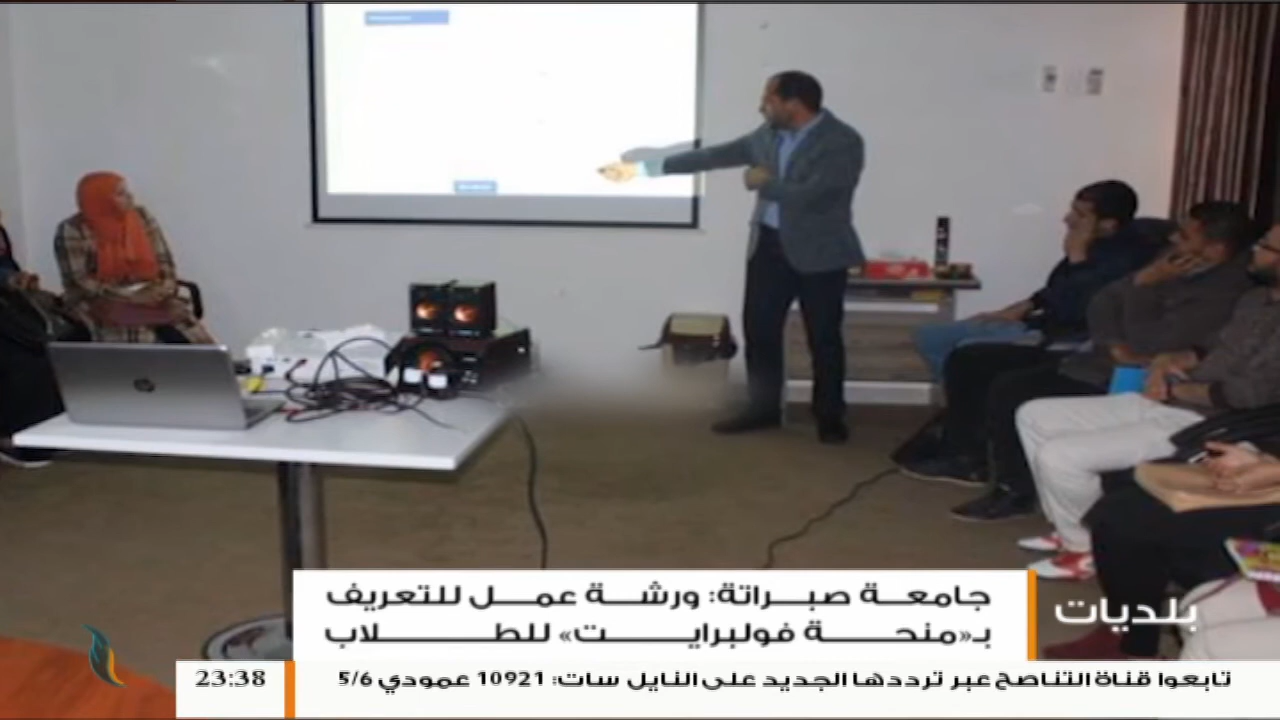 جامعة صبراتة: ورشة عمل للتعريف
بـ«منحة فولبرايت» للطلاب
بلديات
23:38
تابعوا قناة التناصح عبر ترددها الجديد على النايل سات: 10921 عمودي 5/6